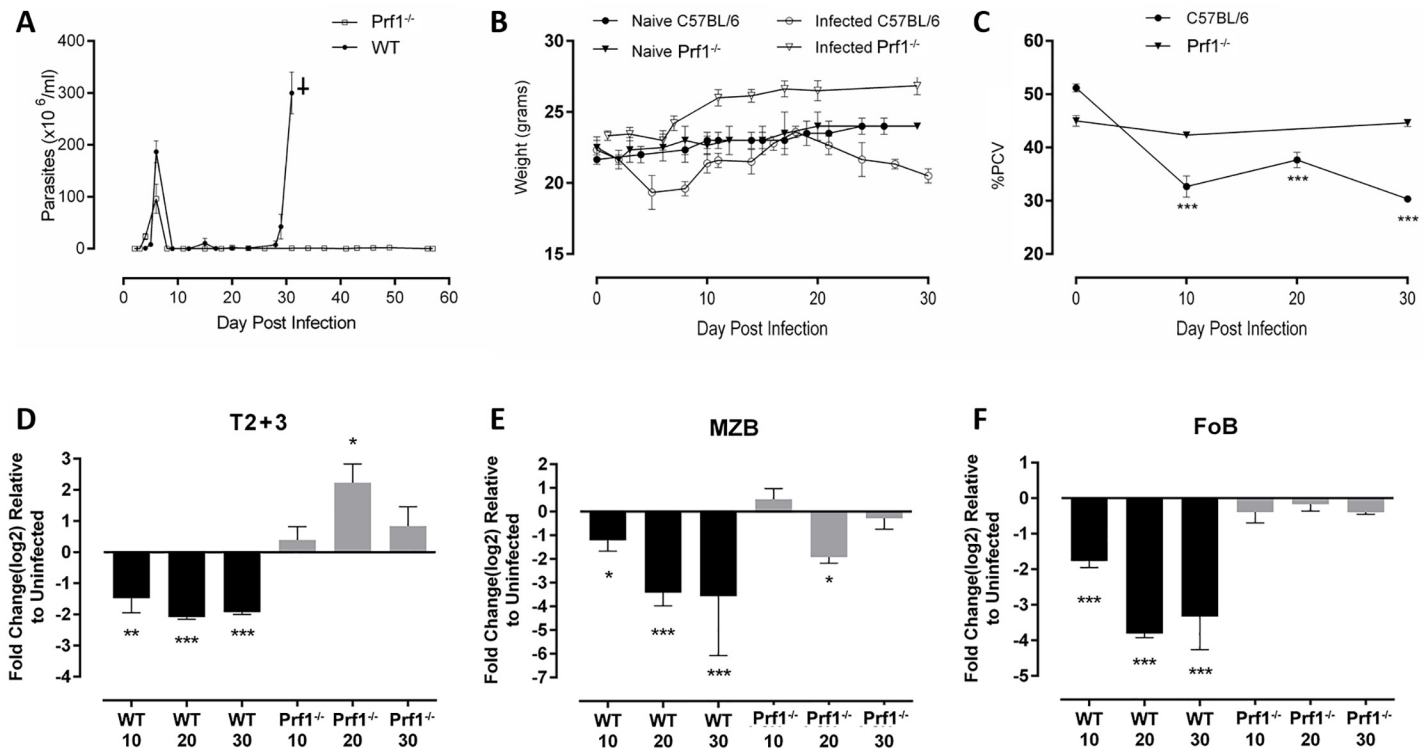 A
Prf1-/-
WT
Parasites (x10 6/ml)
400
300
200
100
0
0 10 20 30 40 50 60
Day Post Infection
B
Naive C57BL/6
Infected C57BL/6
Naive Prf1-/-
Infected Prf1-/-
Weight (grams)
30
25
20
15
0 10 20 30
Day Post Infection
C
C57BL/6
Prf1-/-
%PCV
60
50
40
30
20
***
***
***
0 10 20 30
Day Post Infection
D
T2+3
Fold Change(log2) Relative
to Uninfected
3
2
1
0
-1
-2
-3
-4
*
** *** ***
WT WT WT Prf1-/- Prf1-/- Prf1-/-
10 20 30 10 20 30
E
MZB
Fold Change(log2) Relative
to Uninfected
2
1
0
-1
-2
-3
-4
-5
-6
-7
* *
***
***
WT WT WT Prf1-/- Prf1-/- Prf1-/-
10 20 30 10 20 30
F
FoB
Fold Change(log2) Relative
to Uninfected
1
0
-1
-2
-3
-4
-5
***
***
***
WT WT WT Prf1-/- Prf1-/- Prf1-/-
10 20 30 10 20 30